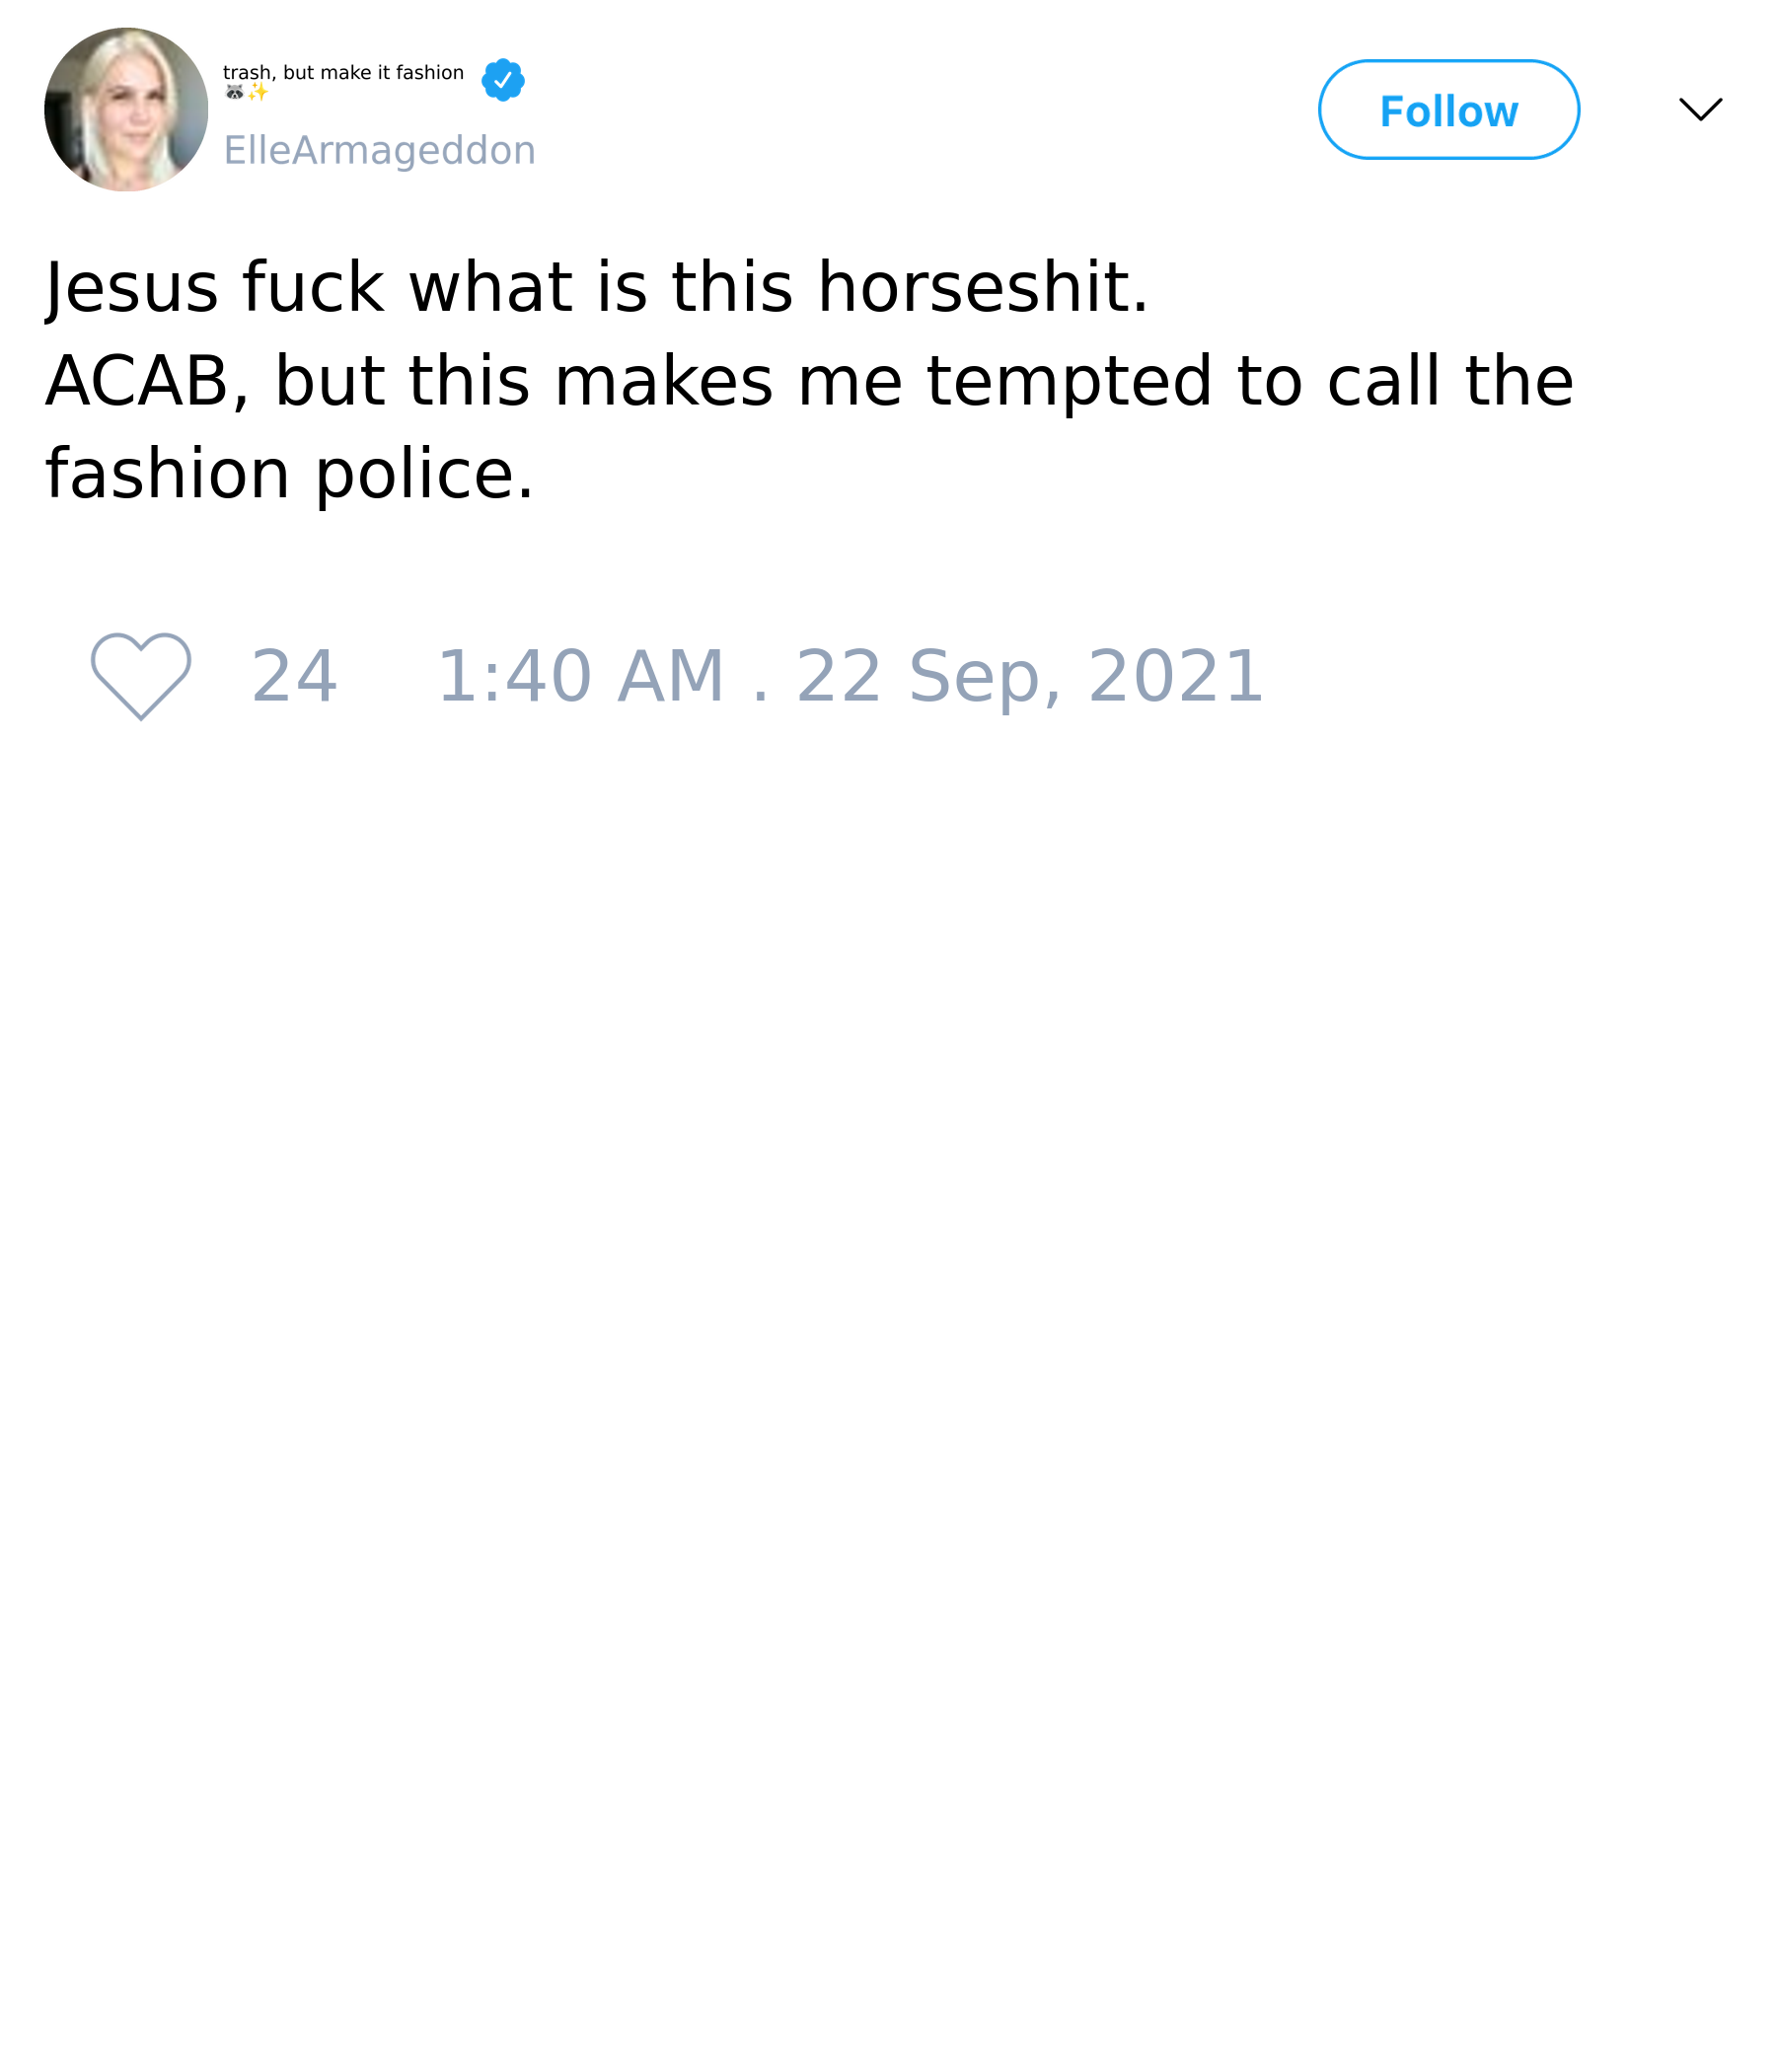 trash, but make it fashion
🦝✨
ElleArmageddon
Follow
Jesus fuck what is this horseshit.
ACAB, but this makes me tempted to call the
fashion police.
24 1:40 AM . 22 Sep, 2021